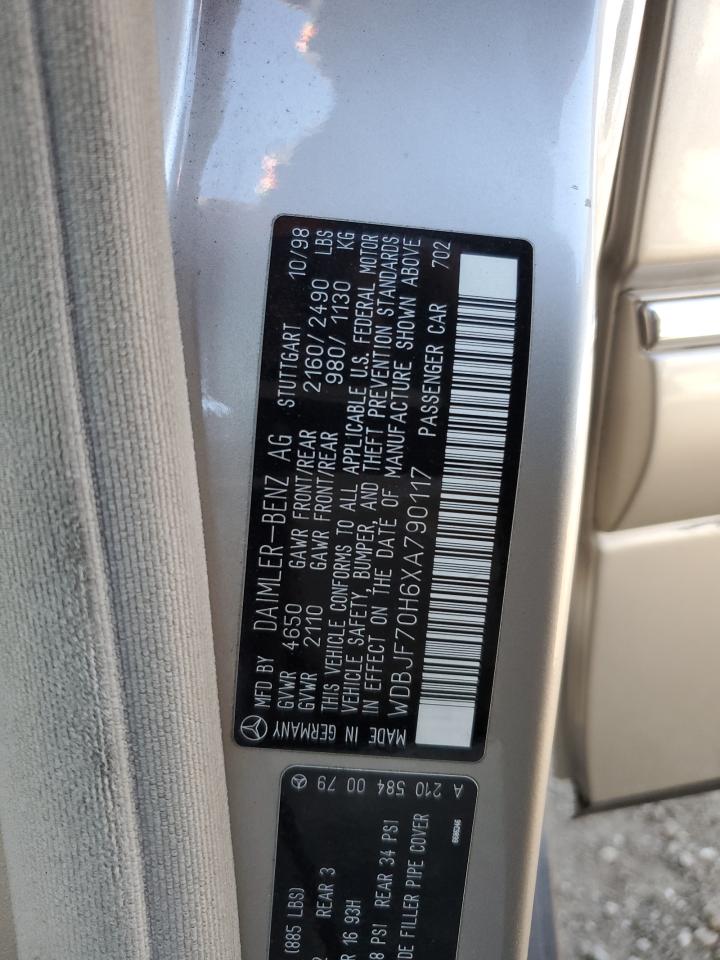 MFD BY DAIMLER-BENZ AG STUTTGART 10/98
GVWR 4650 GAWR FRONT/REAR 2160/2490 LBS
GVWR 2110 GAWR FRONT/REAR 980/1130 KG
THIS VEHICLE CONFORMS TO ALL APPLICABLE U.S. FEDERAL MOTOR
VEHICLE SAFETY, BUMPER, AND THEFT PREVENTION STANDARDS
IN EFFECT ON THE DATE OF MANUFACTURE SHOWN ABOVE
WDBJF70H6XA790117 PASSENGER CAR 702
MADE IN GERMANY
A 210 584 00 79
(885 LBS)
REAR 3
R 16 93H
8 PSI REAR 34 PSI
DE FILLER PIPE COVER